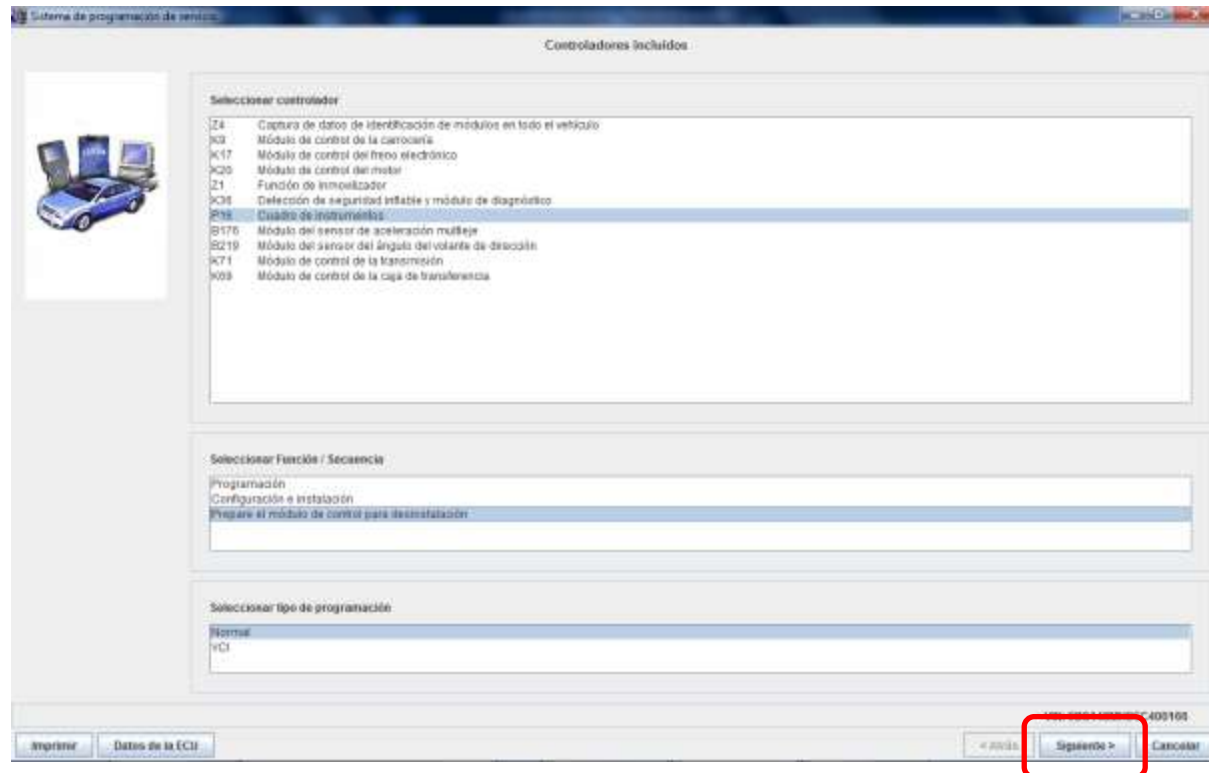 Sistema de programación de servicio
Controladores incluidos
Seleccionar controlador
Z4 Captura de datos de identificación de módulos en todo el vehículo
K9 Módulo de control de la carrocería
K17 Módulo de control del freno electrónico
K20 Módulo de control del motor
Z1 Función de inmovilizador
K36 Detección de seguridad inflable y módulo de diagnóstico
P16 Cuadro de instrumentos
B176 Módulo del sensor de aceleración multieje
B219 Módulo del sensor del ángulo del volante de dirección
K71 Módulo de control de la transmisión
K69 Módulo de control de la caja de transferencia
Seleccionar Función / Secuencia
Programación
Configuración e instalación
Prepare el módulo de control para desinstalación
Seleccionar tipo de programación
Normal
VCI
400160
Imprimir
Datos de la ECU
< Atrás
Siguiente >
Cancelar